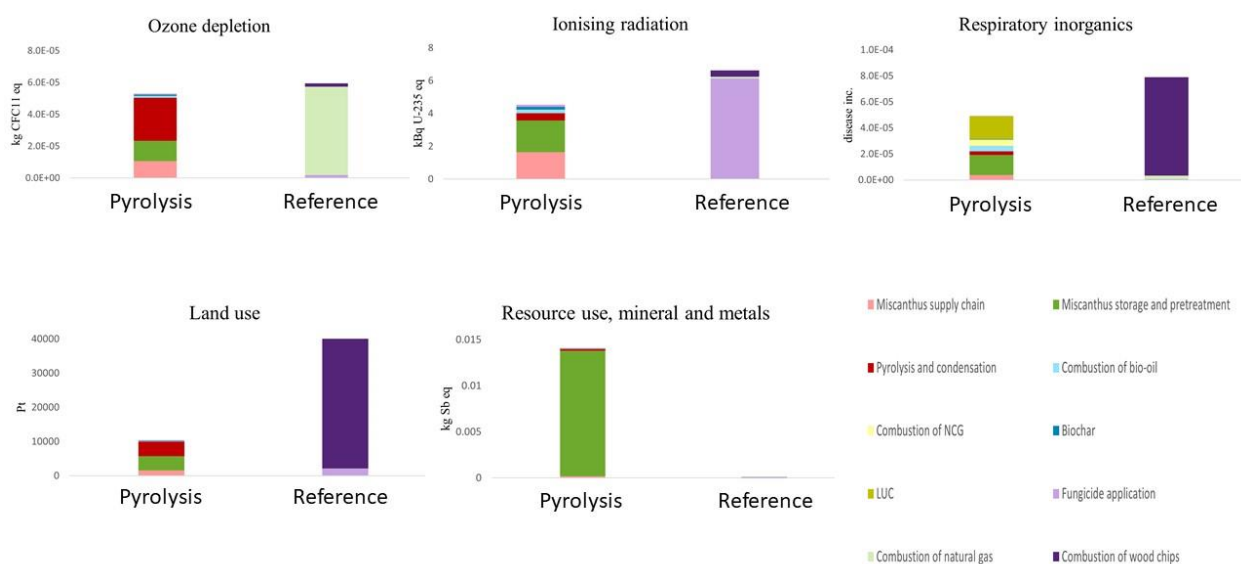 Ozone depletion
8.0E-05
6.0E-05
4.0E-05
2.0E-05
0.0E+00
kg CFC11 eq
Pyrolysis Reference
Ionising radiation
8
6
4
2
0
kBq U-235 eq
Pyrolysis Reference
Respiratory inorganics
1.0E-04
8.0E-05
6.0E-05
4.0E-05
2.0E-05
0.0E+00
disease inc.
Pyrolysis Reference
Land use
40000
30000
20000
10000
0
Pt
Pyrolysis Reference
Resource use, mineral and metals
0.015
0.01
0.005
0
kg Sb eq
Pyrolysis Reference
Miscanthus supply chain
Miscanthus storage and pretreatment
Pyrolysis and condensation
Combustion of bio-oil
Combustion of NCG
Biochar
LUC
Fungicide application
Combustion of natural gas
Combustion of wood chips